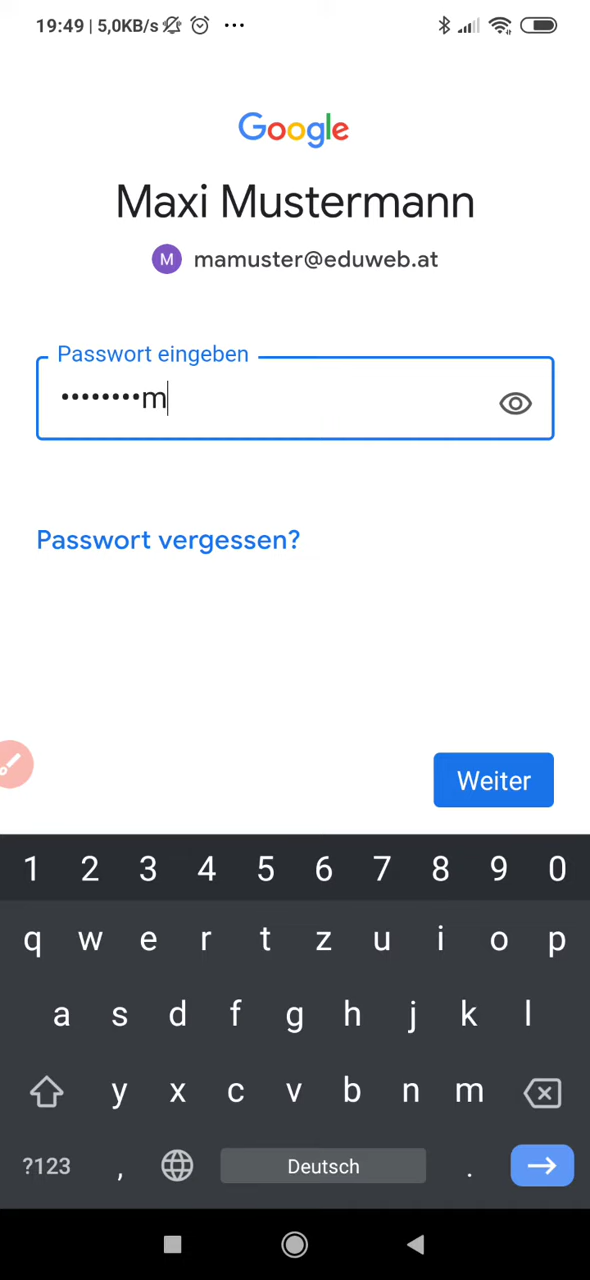 19:49 | 5,0KB/s ...
Google
Maxi Mustermann
M mamuster@eduweb.at
Passwort eingeben
••••••••m
Passwort vergessen?
Weiter
1 2 3 4 5 6 7 8 9 0
q w e r t z u i o p
a s d f g h j k l
y x c v b n m
?123 , Deutsch .